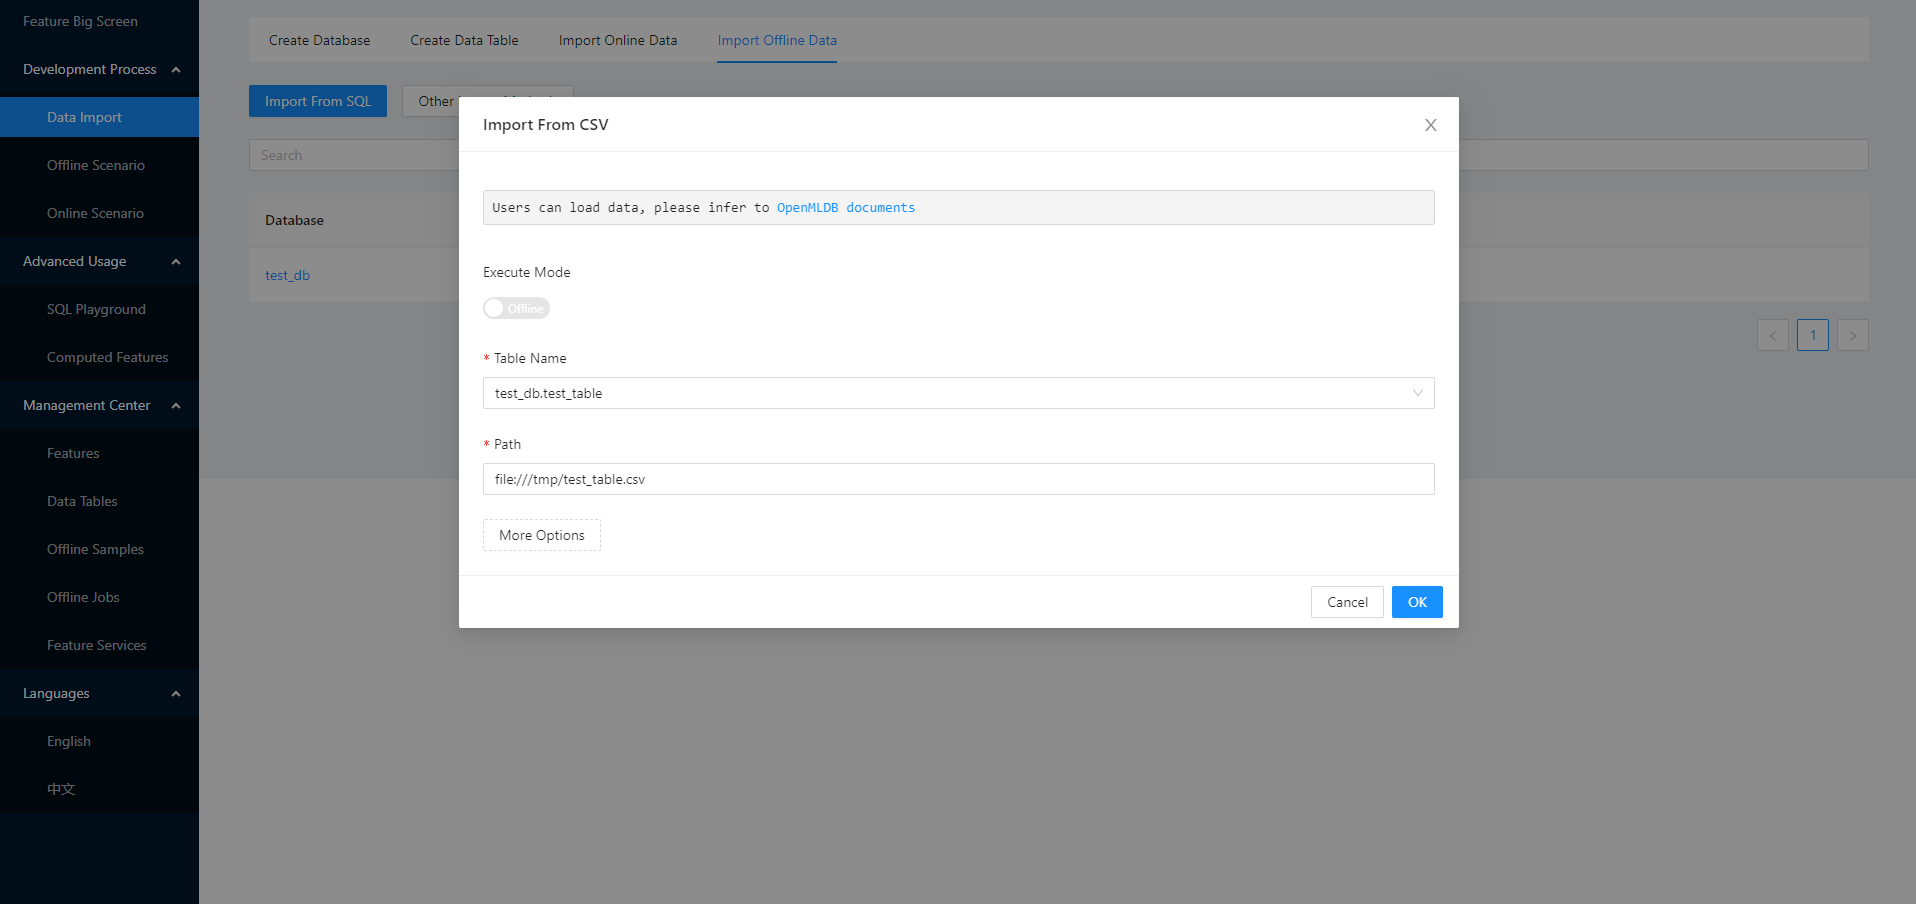 Feature Big Screen
Development Process
Data Import
Offline Scenario
Online Scenario
Advanced Usage
SQL Playground
Computed Features
Management Center
Features
Data Tables
Offline Samples
Offline Jobs
Feature Services
Languages
English
中文
Create Database Create Data Table Import Online Data Import Offline Data
Import From SQL Other
Search
Database
test_db
< 1 >
Import From CSV
Users can load data, please infer to OpenMLDB documents
Execute Mode
Offline
* Table Name
test_db.test_table
* Path
file:///tmp/test_table.csv
More Options
Cancel OK